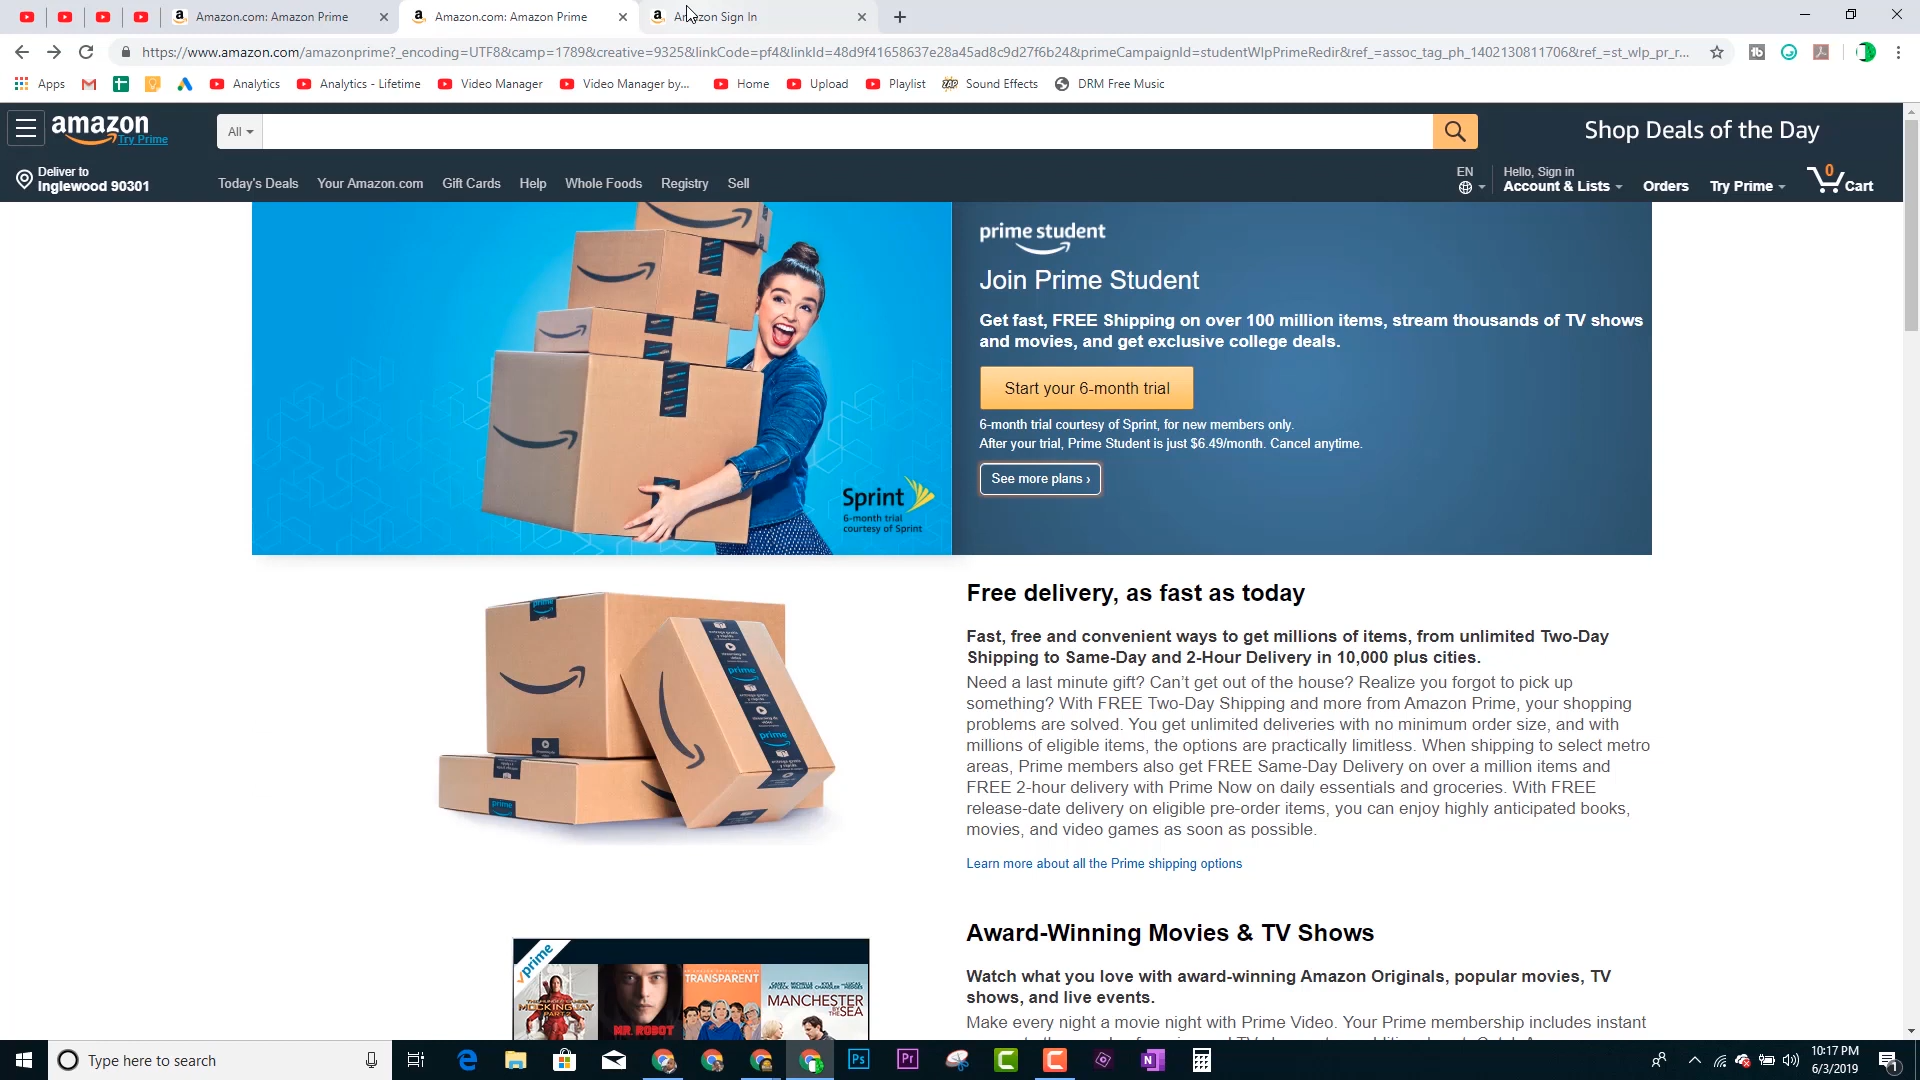 Amazon.com: Amazon Prime
Amazon.com: Amazon Prime
Amazon Sign In
https://www.amazon.com/amazonprime?_encoding=UTF8&camp=1789&creative=9325&linkCode=pf4&linkId=48d9f41658637e28a45ad8c9d27f6b24&primeCampaignId=studentWlpPrimeRedir&ref_=assoc_tag_ph_1402130811706&ref_=st_wlp_pr_r...
Apps
Analytics
Analytics - Lifetime
Video Manager
Video Manager by...
Home
Upload
Playlist
Sound Effects
DRM Free Music
amazon
Try Prime
All
Shop Deals of the Day
Deliver to
Inglewood 90301
Today's Deals
Your Amazon.com
Gift Cards
Help
Whole Foods
Registry
Sell
EN
Hello, Sign in
Account & Lists
Orders
Try Prime
0
Cart
prime student
Join Prime Student
Get fast, FREE Shipping on over 100 million items, stream thousands of TV shows
and movies, and get exclusive college deals.
Start your 6-month trial
6-month trial courtesy of Sprint, for new members only.
After your trial, Prime Student is just $6.49/month. Cancel anytime.
See more plans ›
Sprint
6-month trial
courtesy of Sprint
Free delivery, as fast as today
Fast, free and convenient ways to get millions of items, from unlimited Two-Day
Shipping to Same-Day and 2-Hour Delivery in 10,000 plus cities.
Need a last minute gift? Can't get out of the house? Realize you forgot to pick up
something? With FREE Two-Day Shipping and more from Amazon Prime, your shopping
problems are solved. You get unlimited deliveries with no minimum order size, and with
millions of eligible items, the options are practically limitless. When shipping to select metro
areas, Prime members also get FREE Same-Day Delivery on over a million items and
FREE 2-hour delivery with Prime Now on daily essentials and groceries. With FREE
release-date delivery on eligible pre-order items, you can enjoy highly anticipated books,
movies, and video games as soon as possible.
Learn more about all the Prime shipping options
prime
prime
prime
prime
prime
TRANSPARENT
MOCKINGJAY
MR. ROBOT
MANCHESTER
BY THE SEA
Award-Winning Movies & TV Shows
Watch what you love with award-winning Amazon Originals, popular movies, TV
shows, and live events.
Make every night a movie night with Prime Video. Your Prime membership includes instant
Type here to search
10:17 PM
6/3/2019
1